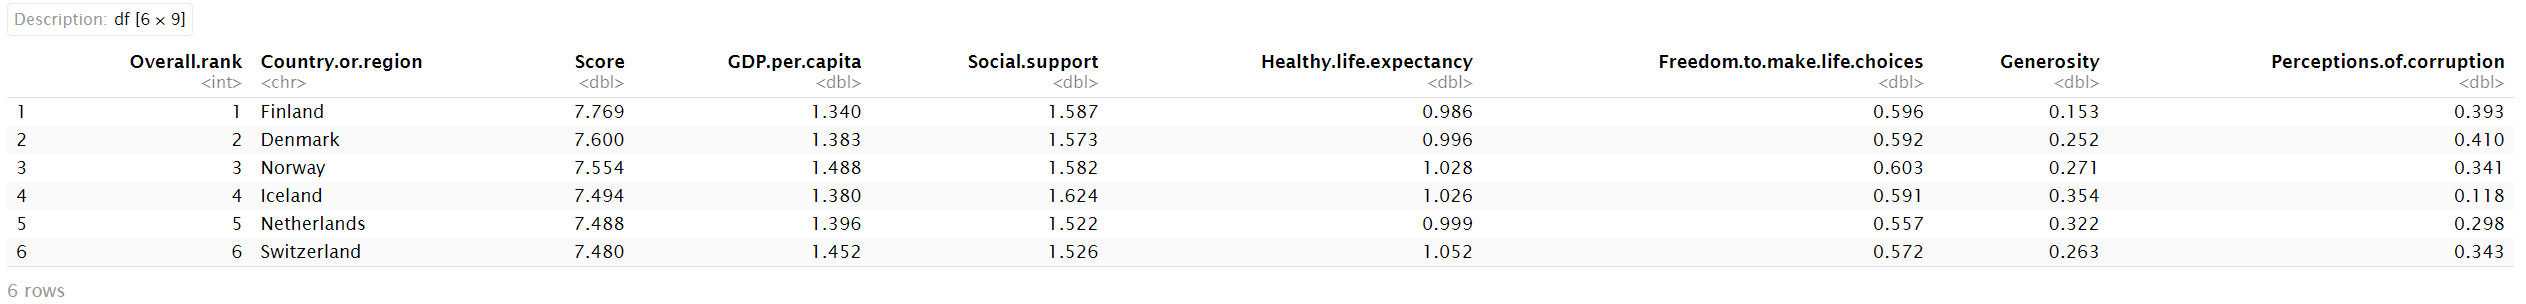 Description: df [6 × 9]
Overall.rank Country.or.region Score GDP.per.capita Social.support Healthy.life.expectancy Freedom.to.make.life.choices Generosity Perceptions.of.corruption
<int> <chr> <dbl> <dbl> <dbl> <dbl> <dbl> <dbl> <dbl>
1 1 Finland 7.769 1.340 1.587 0.986 0.596 0.153 0.393
2 2 Denmark 7.600 1.383 1.573 0.996 0.592 0.252 0.410
3 3 Norway 7.554 1.488 1.582 1.028 0.603 0.271 0.341
4 4 Iceland 7.494 1.380 1.624 1.026 0.591 0.354 0.118
5 5 Netherlands 7.488 1.396 1.522 0.999 0.557 0.322 0.298
6 6 Switzerland 7.480 1.452 1.526 1.052 0.572 0.263 0.343
6 rows